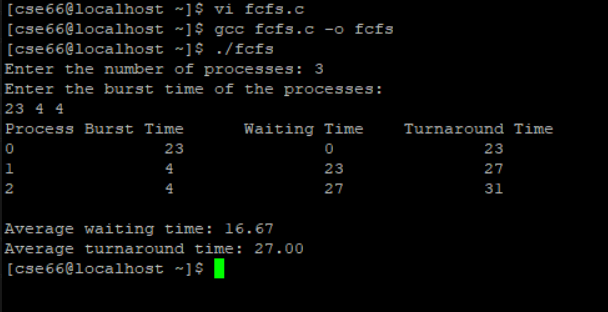 [cse66@localhost ~]$ vi fcfs.c
[cse66@localhost ~]$ gcc fcfs.c -o fcfs
[cse66@localhost ~]$ ./fcfs
Enter the number of processes: 3
Enter the burst time of the processes:
23 4 4
Process Burst Time      Waiting Time    Turnaround Time
0               23              0               23
1               4               23              27
2               4               27              31
Average waiting time: 16.67
Average turnaround time: 27.00
[cse66@localhost ~]$